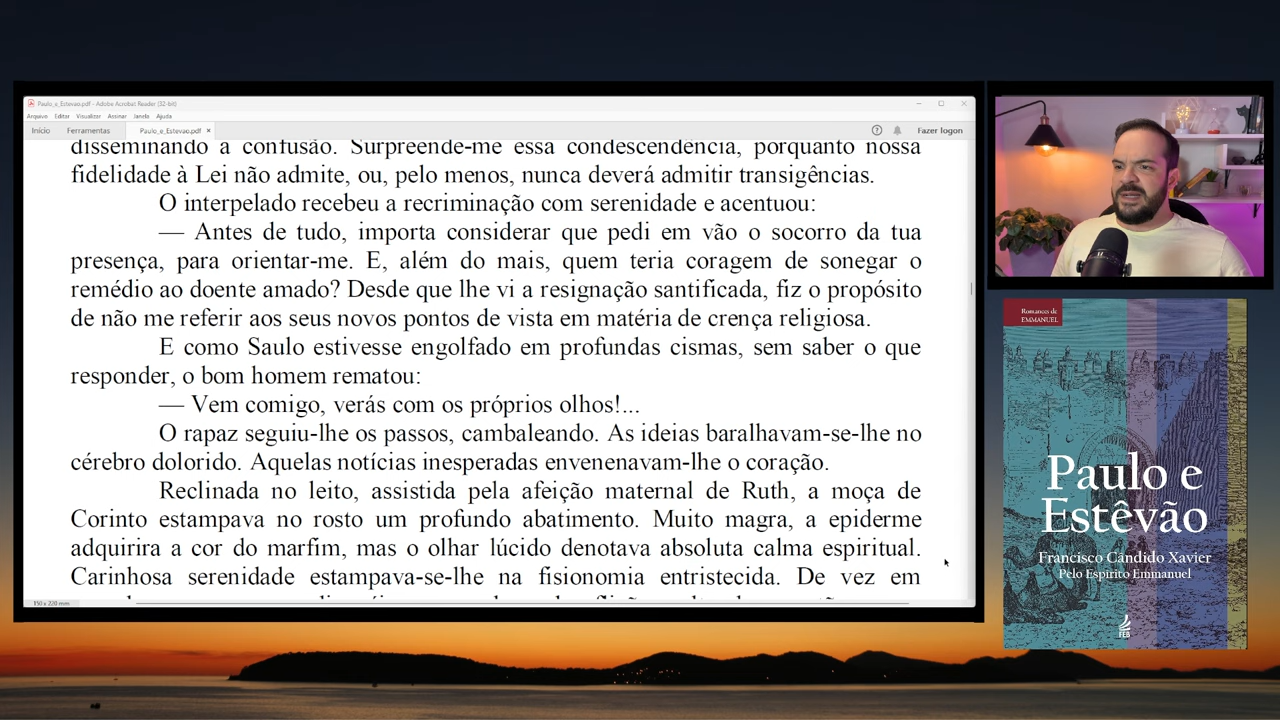 Paulo_e_Estevao.pdf - Adobe Acrobat Reader (32-bit)
Arquivo Editar Visualizar Assinar Janela Ajuda
Início Ferramentas Paulo_e_Estevao.pdf × Fazer logon
disseminando a confusão. Surpreende-me essa condescendência, porquanto nossa
fidelidade à Lei não admite, ou, pelo menos, nunca deverá admitir transigências.
O interpelado recebeu a recriminação com serenidade e acentuou:
— Antes de tudo, importa considerar que pedi em vão o socorro da tua
presença, para orientar-me. E, além do mais, quem teria coragem de sonegar o
remédio ao doente amado? Desde que lhe vi a resignação santificada, fiz o propósito
de não me referir aos seus novos pontos de vista em matéria de crença religiosa.
E como Saulo estivesse engolfado em profundas cismas, sem saber o que
responder, o bom homem rematou:
— Vem comigo, verás com os próprios olhos!...
O rapaz seguiu-lhe os passos, cambaleando. As ideias baralhavam-se-lhe no
cérebro dolorido. Aquelas notícias inesperadas envenenavam-lhe o coração.
Reclinada no leito, assistida pela afeição maternal de Ruth, a moça de
Corinto estampava no rosto um profundo abatimento. Muito magra, a epiderme
adquirira a cor do marfim, mas o olhar lúcido denotava absoluta calma espiritual.
Carinhosa serenidade estampava-se-lhe na fisionomia entristecida. De vez em
150 x 220 mm
Romances de
EMMANUEL
Paulo e
Estêvão
Francisco Cândido Xavier
Pelo Espírito Emmanuel
FEB